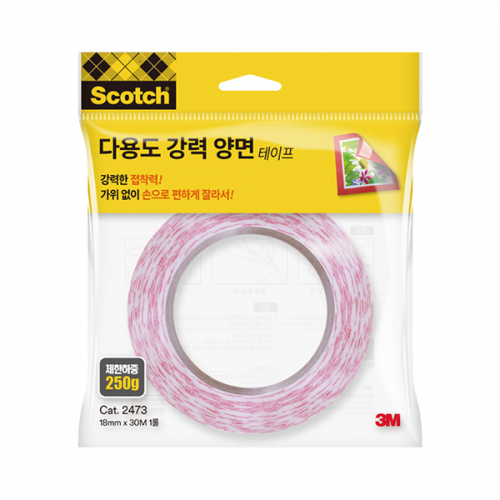 Scotch
다용도 강력 양면 테이프
강력한 접착력!
가위 없이 손으로 편하게 잘라서!
제한하중
250g
Cat. 2473
18mm x 30M 1롤
3M